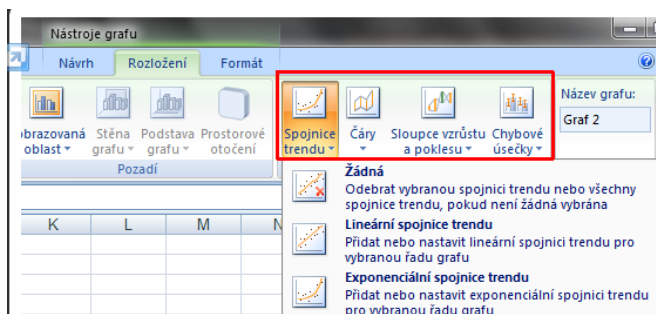 Nástroje grafu
Návrh Rozložení Formát
Stěna grafu
Podstava grafu
Prostorové otočení
oblast
Pozadí
Spojnice trendu
Čáry
Sloupce vzrůstu a poklesu
Chybové úsečky
Název grafu:
Graf 2
Žádná
Odebrat vybranou spojnici trendu nebo všechny
spojnice trendu, pokud není žádná vybrána
Lineární spojnice trendu
Přidat nebo nastavit lineární spojnici trendu pro
vybranou řadu grafu
Exponenciální spojnice trendu
Přidat nebo nastavit exponenciální spojnici trendu
pro vybranou řadu grafu
K L M N